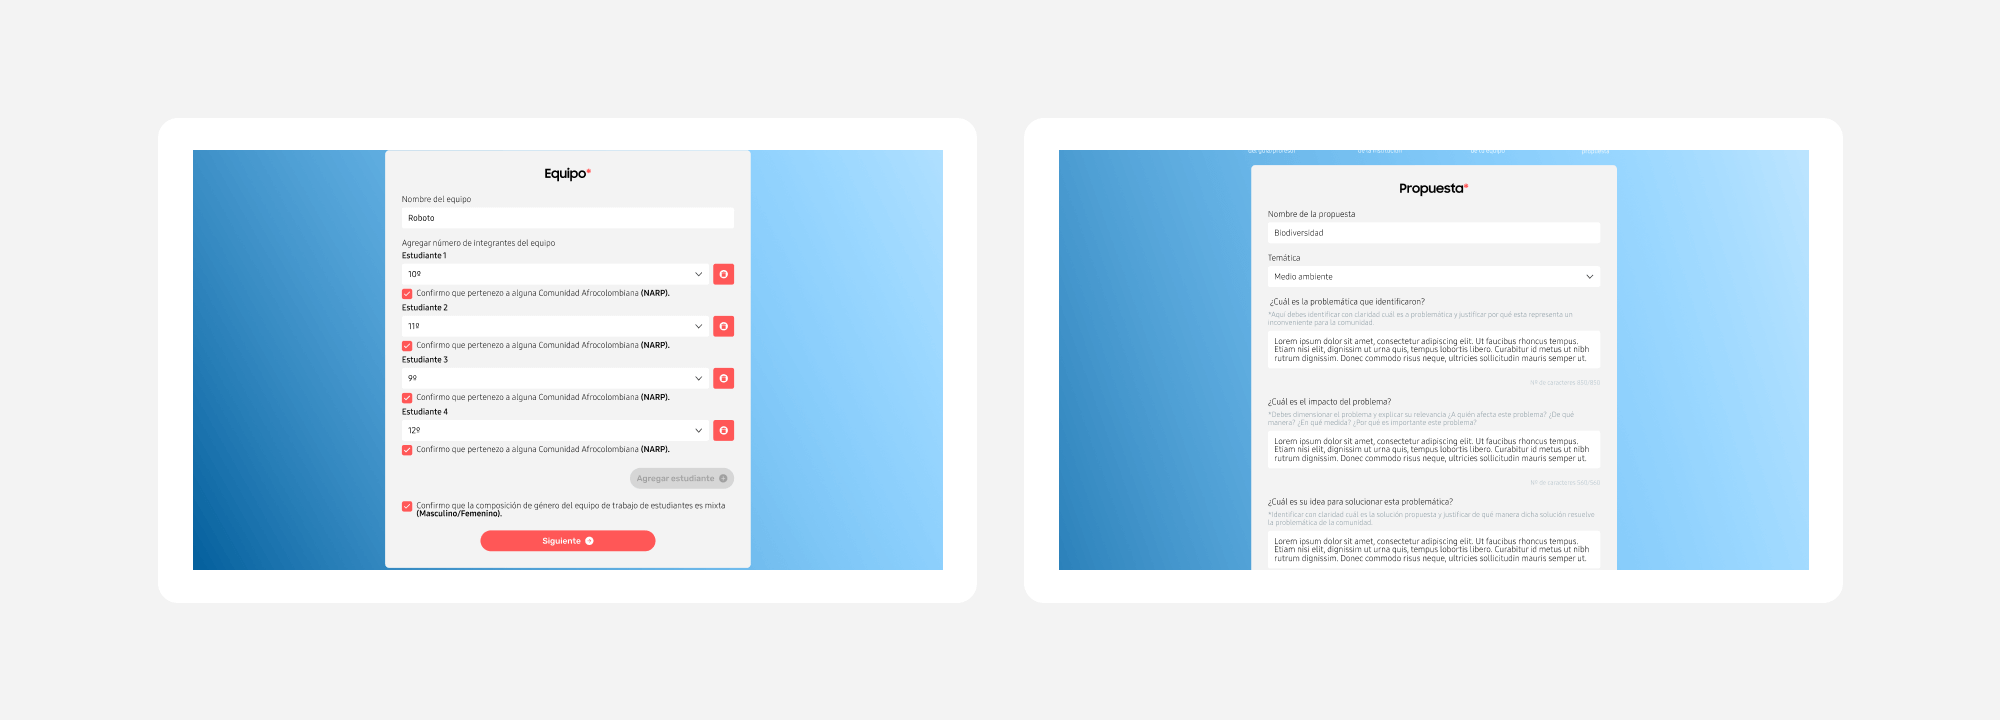 Equipo*
Nombre del equipo
Roboto
Agregar número de integrantes del equipo
Estudiante 1
10º
Confirmo que pertenezo a alguna Comunidad Afrocolombiana (NARP).
Estudiante 2
11º
Confirmo que pertenezo a alguna Comunidad Afrocolombiana (NARP).
Estudiante 3
9º
Confirmo que pertenezo a alguna Comunidad Afrocolombiana (NARP).
Estudiante 4
12º
Confirmo que pertenezo a alguna Comunidad Afrocolombiana (NARP).
Agregar estudiante
Confirmo que la composición de género del equipo de trabajo de estudiantes es mixta
(Masculino/Femenino).
Siguiente
Propuesta*
Nombre de la propuesta
Biodiversidad
Temática
Medio ambiente
¿Cuál es la problemática que identificaron?
*Aquí debes identificar con claridad cuál es a problemática y justificar por qué esta representa un
inconveniente para la comunidad
Lorem ipsum dolor sit amet, consectetur adipiscing elit. Ut faucibus rhoncus tempus.
Etiam nisi elit, dignissim ut urna quis, tempus lobortis libero. Curabitur id metus ut nibh
rutrum dignissim. Donec commodo risus neque, ultricies sollicitudin mauris semper ut.
Nº de caracteres 850/850
¿Cuál es el impacto del problema?
*Debes dimensionar el problema y explicar su relevancia ¿A quién afecta este problema? ¿De qué
manera? ¿En qué medida? ¿Por qué es importante este problema?
Lorem ipsum dolor sit amet, consectetur adipiscing elit. Ut faucibus rhoncus tempus.
Etiam nisi elit, dignissim ut urna quis, tempus lobortis libero. Curabitur id metus ut nibh
rutrum dignissim. Donec commodo risus neque, ultricies sollicitudin mauris semper ut.
Nº de caracteres 560/560
¿Cuál es su idea para solucionar esta problemática?
*Identificar con claridad cuál es la solución propuesta y justificar de qué manera dicha solución resuelve
la problemática de la comunidad.
Lorem ipsum dolor sit amet, consectetur adipiscing elit. Ut faucibus rhoncus tempus.
Etiam nisi elit, dignissim ut urna quis, tempus lobortis libero. Curabitur id metus ut nibh
rutrum dignissim. Donec commodo risus neque, ultricies sollicitudin mauris semper ut.